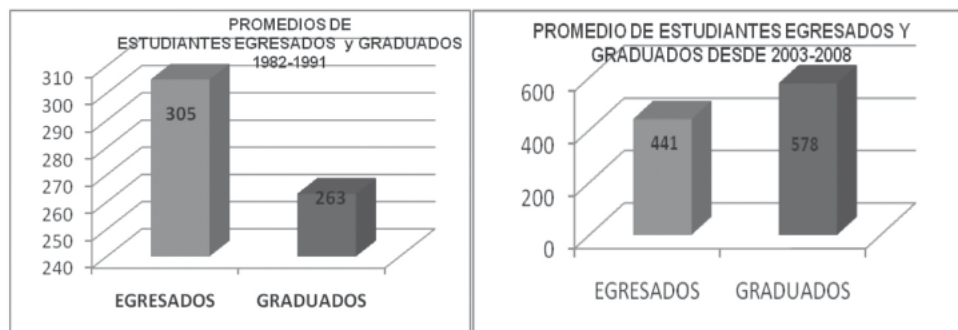 PROMEDIOS DE
ESTUDIANTES EGRESADOS y GRADUADOS
1982-1991
310
300
290
280
270
260
250
240
305
263
EGRESADOS
GRADUADOS
PROMEDIO DE ESTUDIANTES EGRESADOS Y
GRADUADOS DESDE 2003-2008
600
400
200
0
441
578
EGRESADOS
GRADUADOS